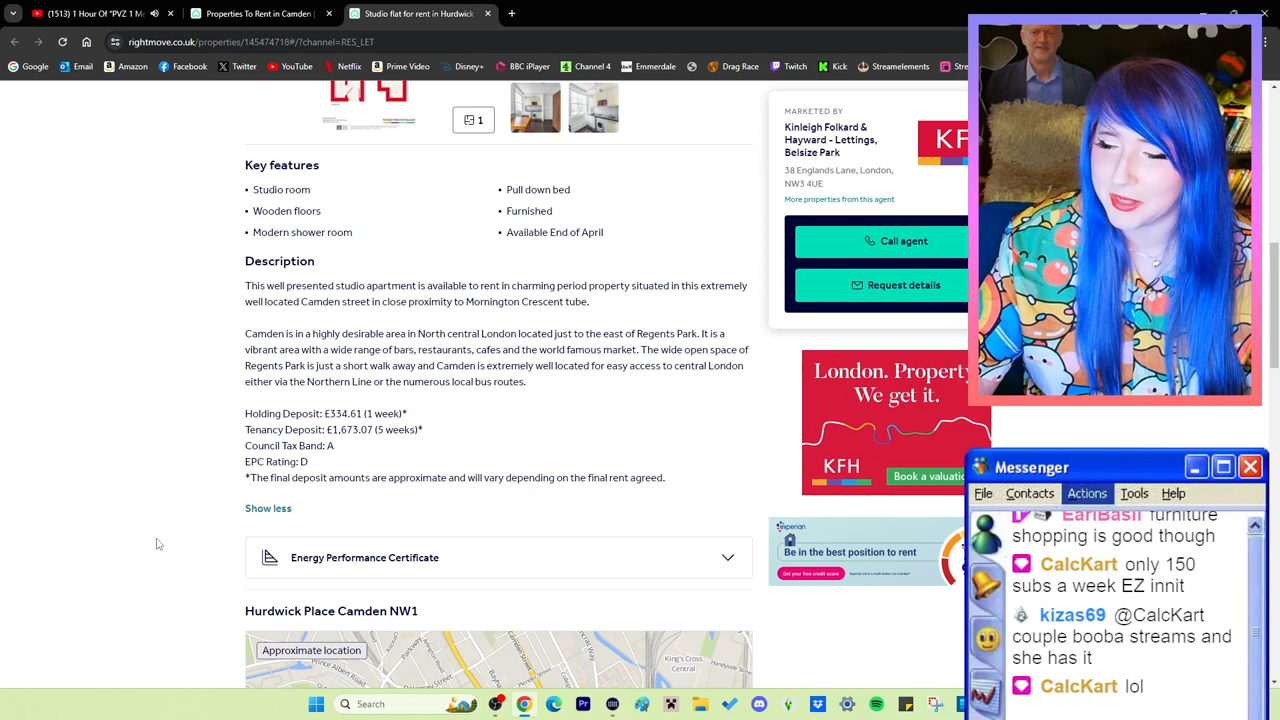 (1513) 1 Hour of
Properties To Rent in "PVC
Studio flat for 1 rent in Hurdwick
rightmove.co.uk/properties/145474718#/?channel=RES_LET
Google
Email
Facebook
Twitter
YouTube
Netflix
Prime Video
Disney+
BBC iPlayer
Channel 4
Emmerdale
Drag Race
Twitch
Kick
Discord
Stre
1
Key features
• Studio room
• Pull down bed
• Wooden floors
• Furnished
• Modern shower room
• Available End of April
Description
This well presented studio apartment is available to rent in charming period property situated in this extremely
well located Camden street in close proximity to Mornington Crescent tube.
Camden is in a highly desirable area in North central London located just to the east of Regents Park. It is a
vibrant area with a wide range of bars, restaurants, cafes and the world famous market. The wide open space of
Regents Park is just a short walk away and Camden is extremely well located for easy access to central London
either via the Northern Line or the numerous local bus routes.
Holding Deposit: £334.61 (1 week)*
Tenancy Deposit: £1,673.07 (5 weeks)*
Council Tax Band: A
EPC Rating: D
*The final deposit amounts are approximate and will vary depending on the final rent agreed.
Show less
Energy Performance Certificate
Hurdwick Place Camden NW1
Approximate location
King's Cross
Central
MARKETED BY
Kinleigh Folkard &
Hayward - Lettings,
Belsize Park
38 Englands Lane, London,
NW3 4UE
More properties from this agent
KF
Call agent
Request details
London. Property
We get it.
KFH
Book a valuatio
experian.
Be in the best position to rent
Get your free credit score
Messenger
File
Contacts
Actions
Tools
Help
EarlBasil furniture
shopping is good though
CalcKart only 150
subs a week EZ innit
kizas69 @CalcKart
couple booba streams and
she has it
CalcKart lol
Search